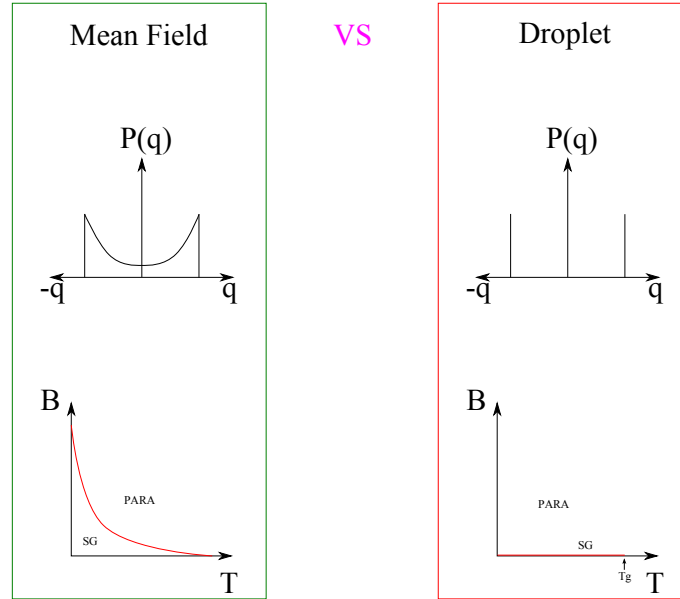 Mean Field
VS
Droplet
P(q)
-q
q
P(q)
-q
q
B
PARA
SG
T
B
PARA
SG
Tg
T